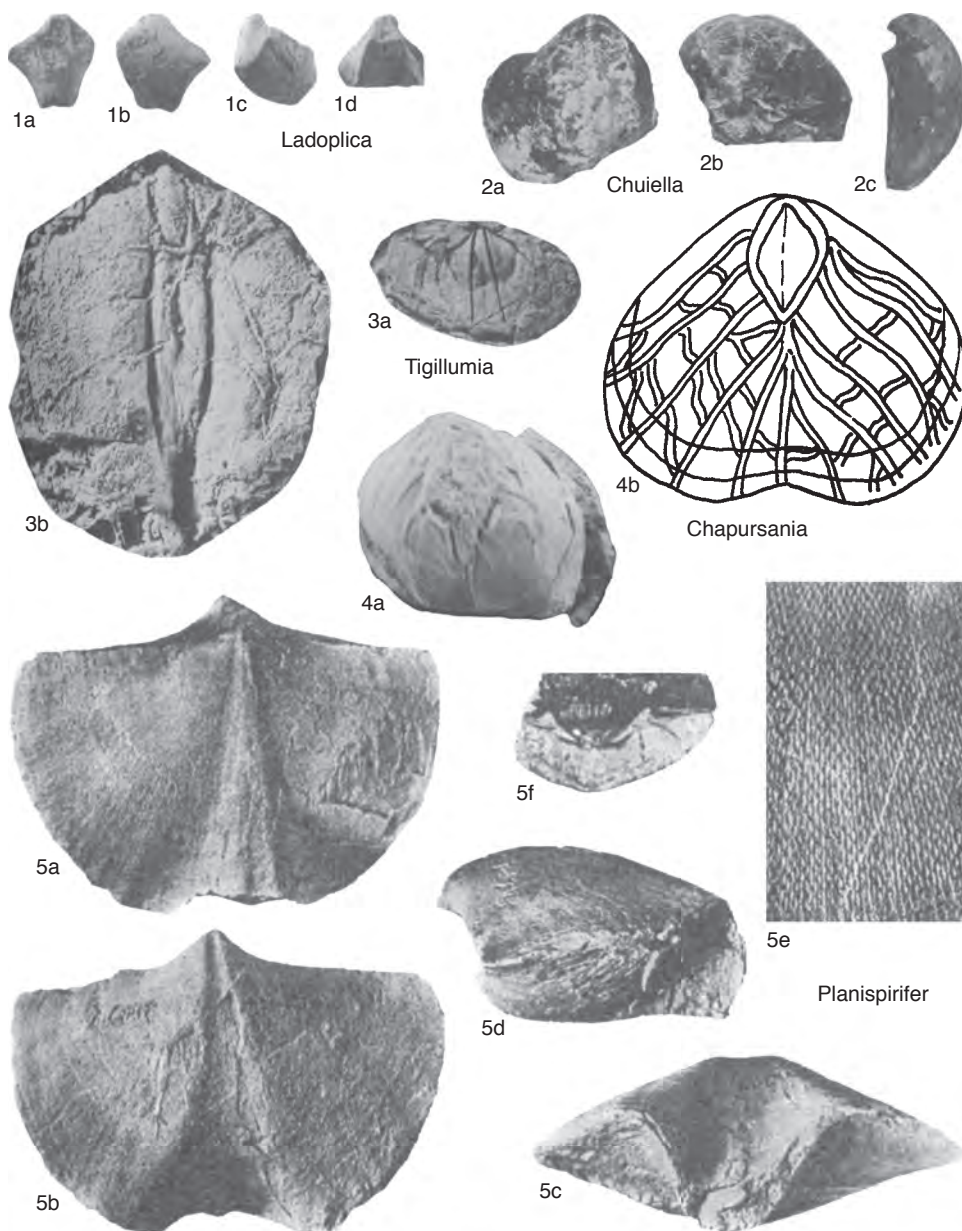 1a
1b
1c
1d
Ladoplica
2a
Chuiella
2b
2c
3b
3a
Tigillumia
4a
4b
Chapursania
5a
5f
5e
5d
Planispirifer
5b
5c